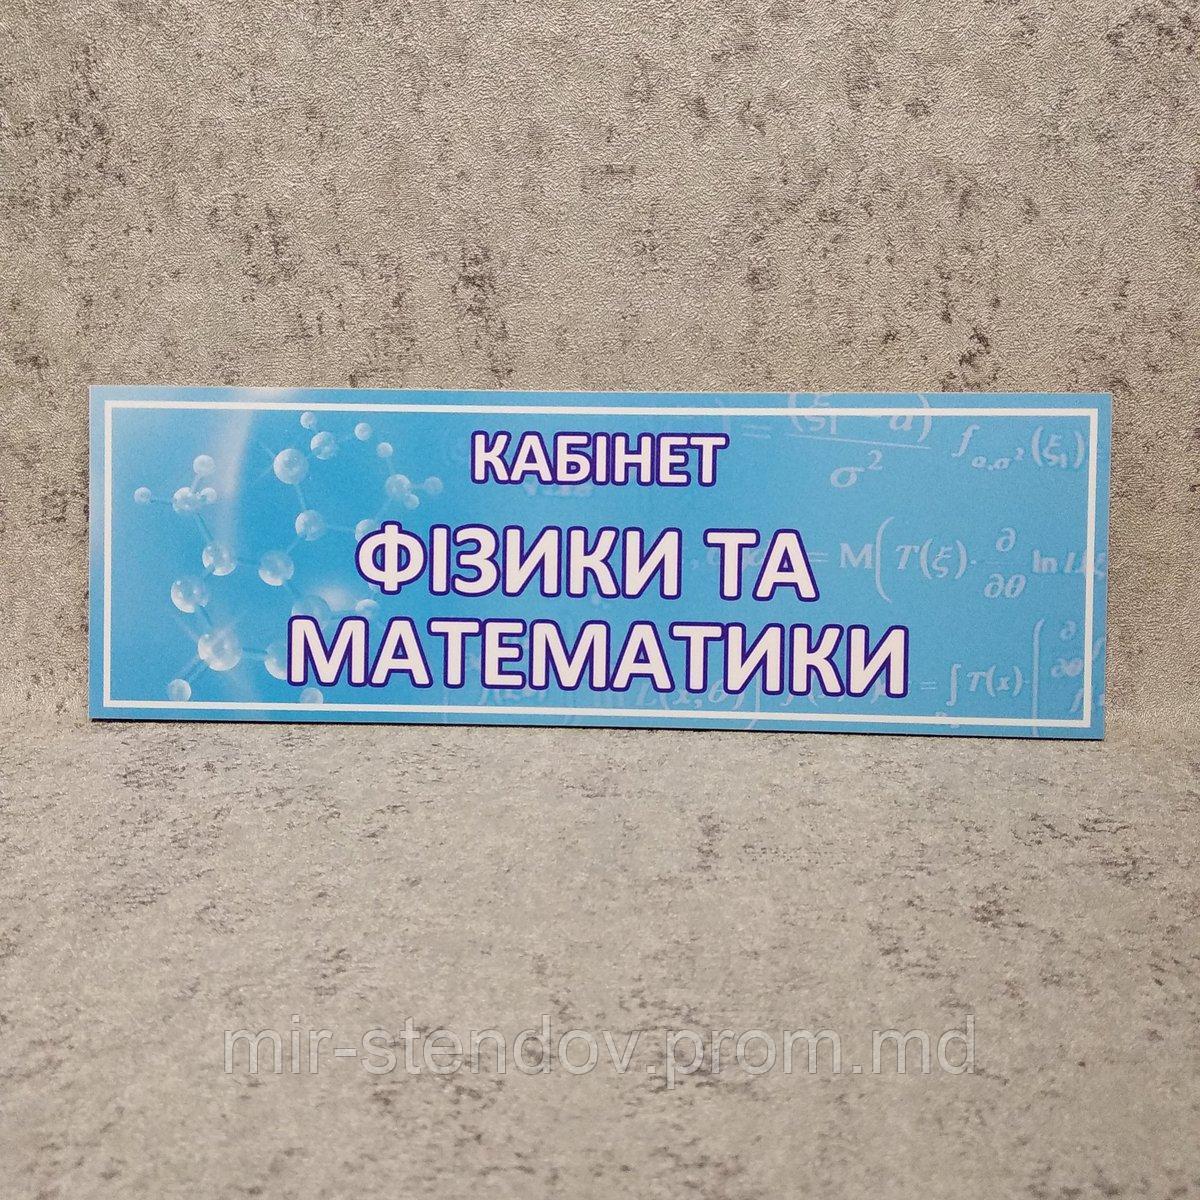 КАБІНЕТ
ФІЗИКИ ТА
МАТЕМАТИКИ
mir-stendov.prom.md